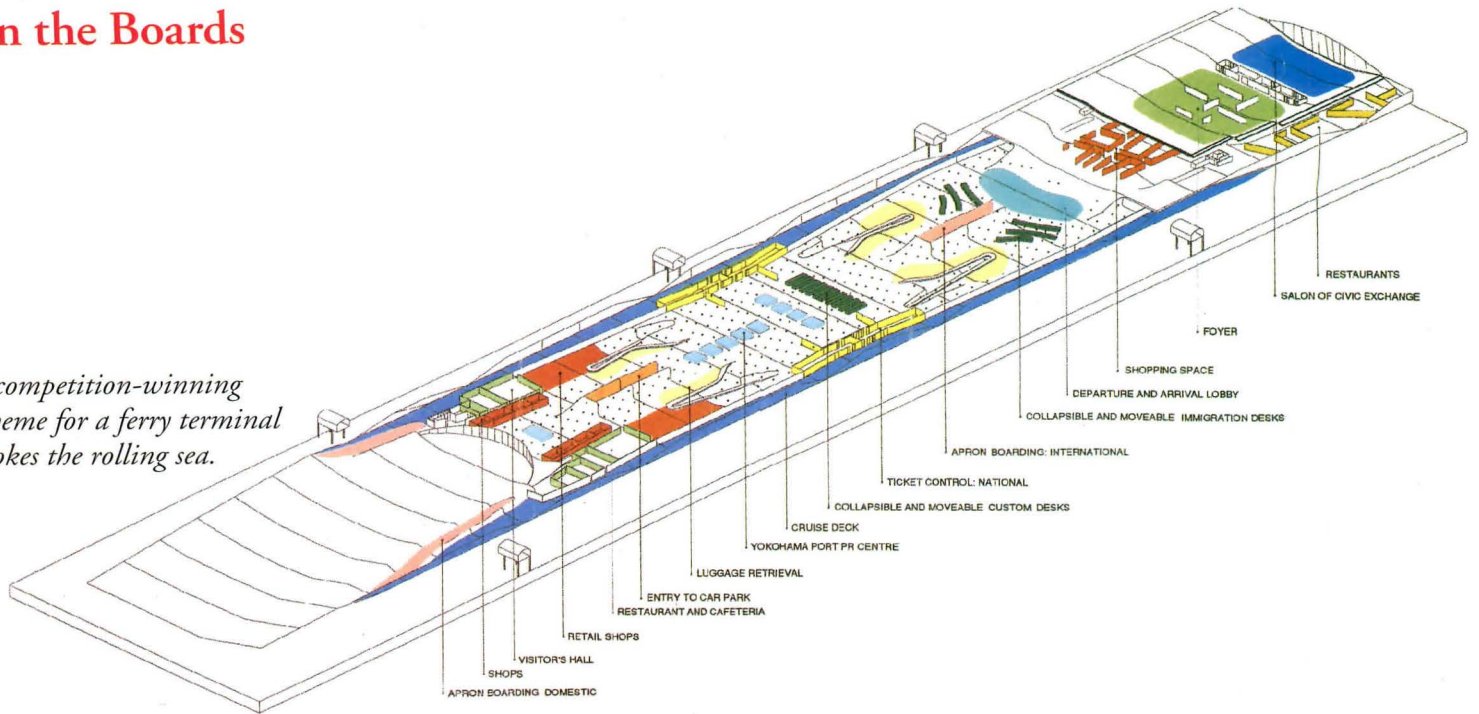 n the Boards
competition-winning
eme for a ferry terminal
okes the rolling sea.
RESTAURANTS
SALON OF CIVIC EXCHANGE
FOYER
SHOPPING SPACE
DEPARTURE AND ARRIVAL LOBBY
COLLAPSIBLE AND MOVEABLE IMMIGRATION DESKS
APRON BOARDING: INTERNATIONAL
TICKET CONTROL: NATIONAL
COLLAPSIBLE AND MOVEABLE CUSTOM DESKS
CRUISE DECK
YOKOHAMA PORT PR CENTRE
LUGGAGE RETRIEVAL
ENTRY TO CAR PARK
RESTAURANT AND CAFETERIA
RETAIL SHOPS
VISITOR'S HALL
SHOPS
APRON BOARDING DOMESTIC